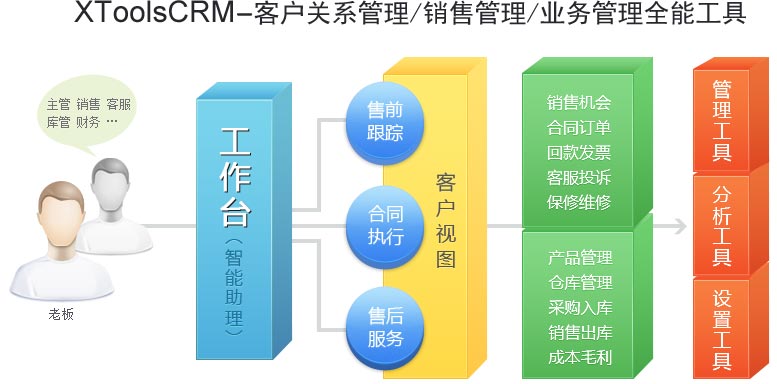 XToolsCRM–客户关系管理/销售管理/业务管理全能工具
主管 销售 客服
库管 财务 …
老板
工作台
（智能助理）
售前
跟踪
合同
执行
售后
服务
客户视图
销售机会
合同订单
回款发票
客服投诉
保修维修
产品管理
仓库管理
采购入库
销售出库
成本毛利
管理工具
分析工具
设置工具